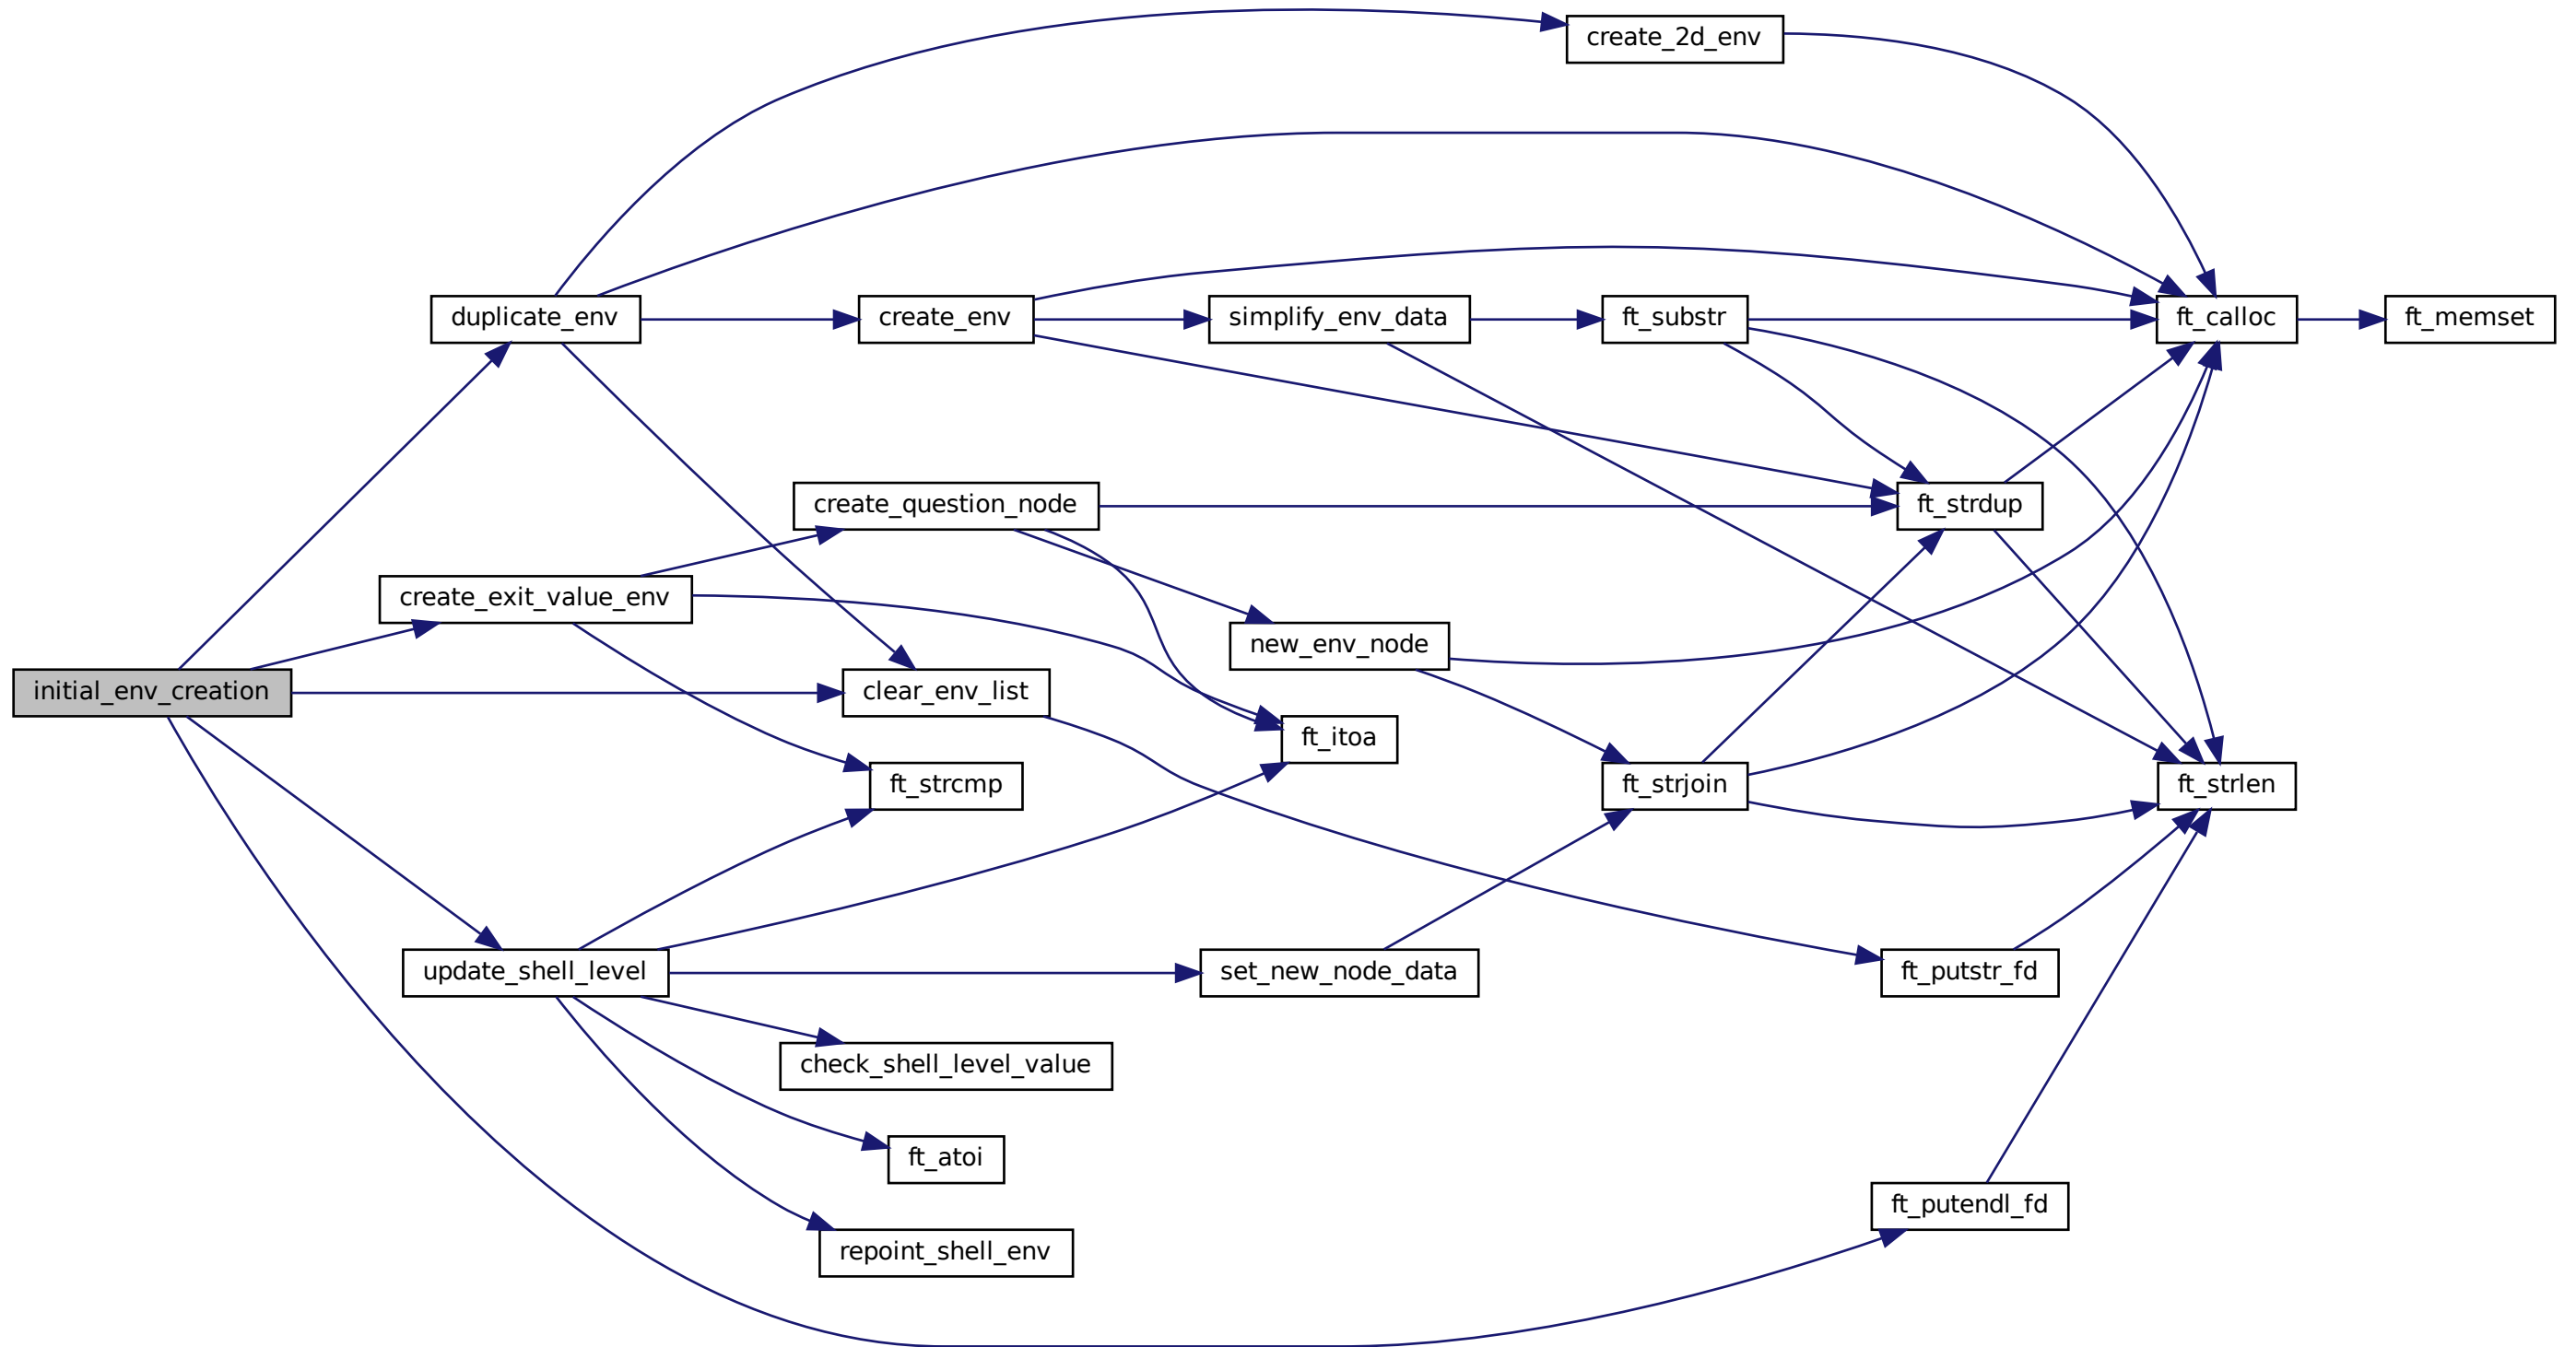 create_2d_env
duplicate_env
create_env
simplify_env_data
ft_substr
ft_calloc
ft_memset
create_question_node
ft_strdup
create_exit_value_env
new_env_node
initial_env_creation
clear_env_list
ft_itoa
ft_strcmp
ft_strjoin
ft_strlen
update_shell_level
set_new_node_data
ft_putstr_fd
check_shell_level_value
ft_atoi
ft_putendl_fd
repoint_shell_env